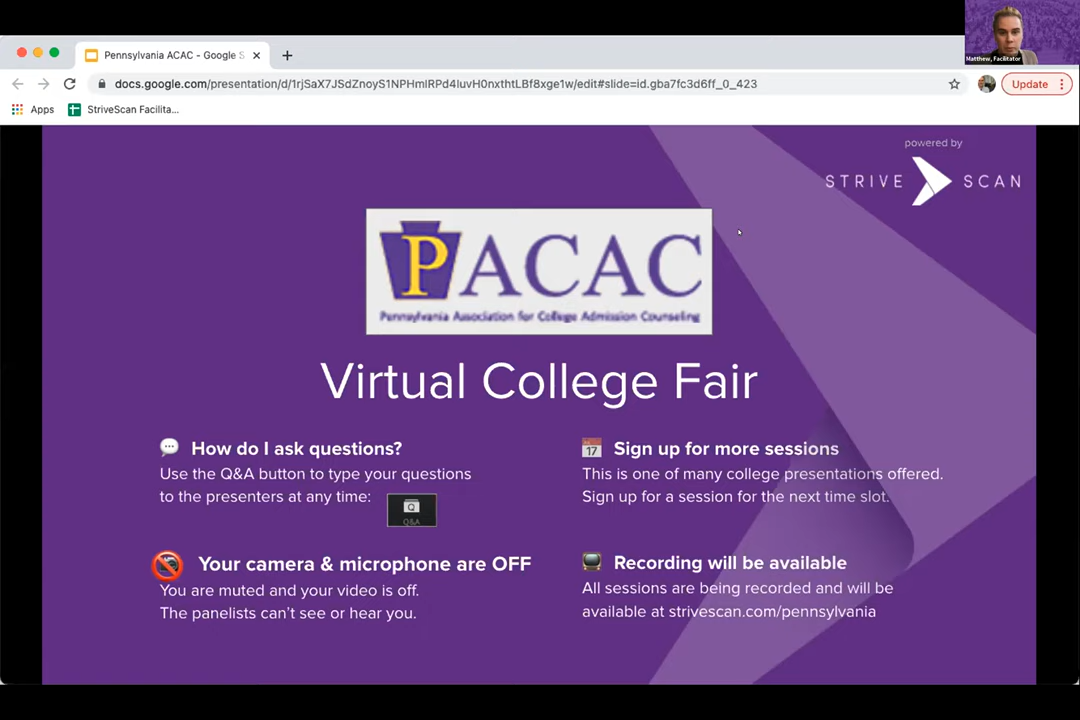 Matthew, Facilitator
Pennsylvania ACAC - Google S
docs.google.com/presentation/d/1rjSaX7JSdZnoyS1NPHmIRPd4luvH0nxthtLBf8xge1w/edit#slide=id.gba7fc3d6ff_0_423
Update
Apps
StriveScan Facilita...
powered by
STRIVE SCAN
PACAC
Pennsylvania Association for College Admission Counseling
Virtual College Fair
How do I ask questions?
Use the Q&A button to type your questions
to the presenters at any time:
Q
Q&A
17
Sign up for more sessions
This is one of many college presentations offered.
Sign up for a session for the next time slot.
Your camera & microphone are OFF
You are muted and your video is off.
The panelists can't see or hear you.
Recording will be available
All sessions are being recorded and will be
available at strivescan.com/pennsylvania